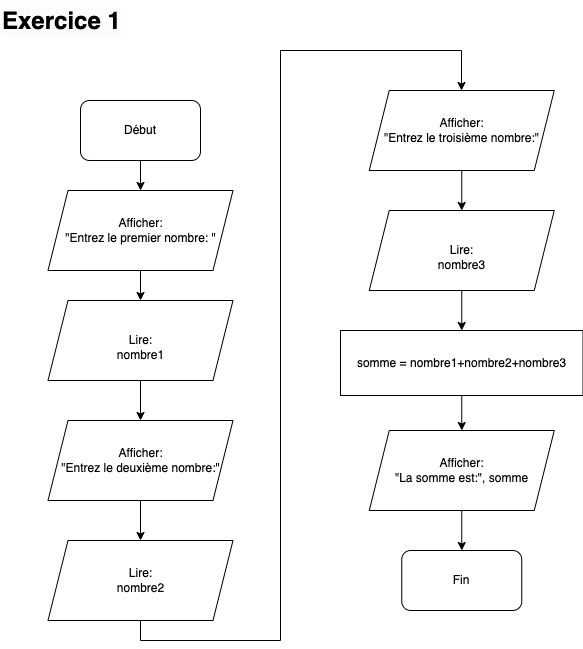 Exercice 1
Début
Afficher:
"Entrez le premier nombre: "
Lire:
nombre1
Afficher:
"Entrez le deuxième nombre:"
Lire:
nombre2
Afficher:
"Entrez le troisième nombre:"
Lire:
nombre3
somme = nombre1+nombre2+nombre3
Afficher:
"La somme est:", somme
Fin